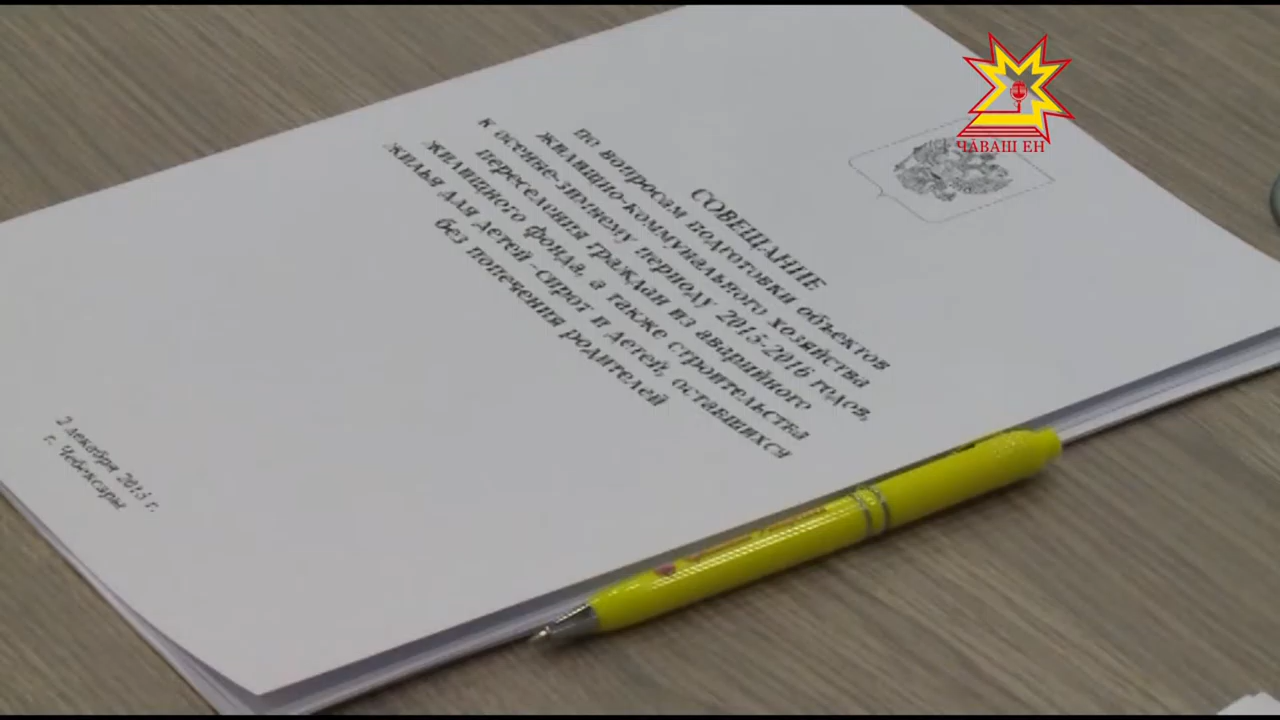 ЧӐВАШ ЕН
СОВЕЩАНИЕ
по вопросам подготовки объектов
жилищно-коммунального хозяйства
к осенне-зимнему периоду 2015-2016 годов,
переселения граждан из аварийного
жилищного фонда, а также строительства
жилья для детей-сирот и детей, оставшихся
без попечения родителей
2 декабря 2015 г.
г. Чебоксары